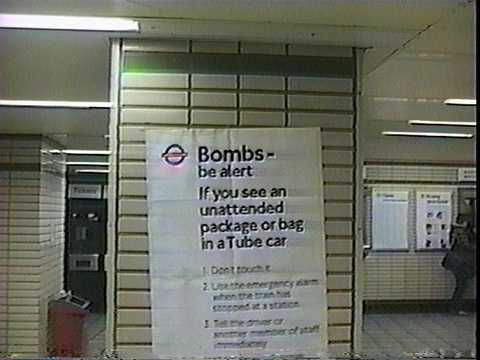 Tickets
Bombs-
be alert
If you see an
unattended
package or bag
in a Tube car
1. Don't touch it
2. Use the emergency alarm
when the train has
stopped at a station
3. Tell the driver or
another member of staff
immediately